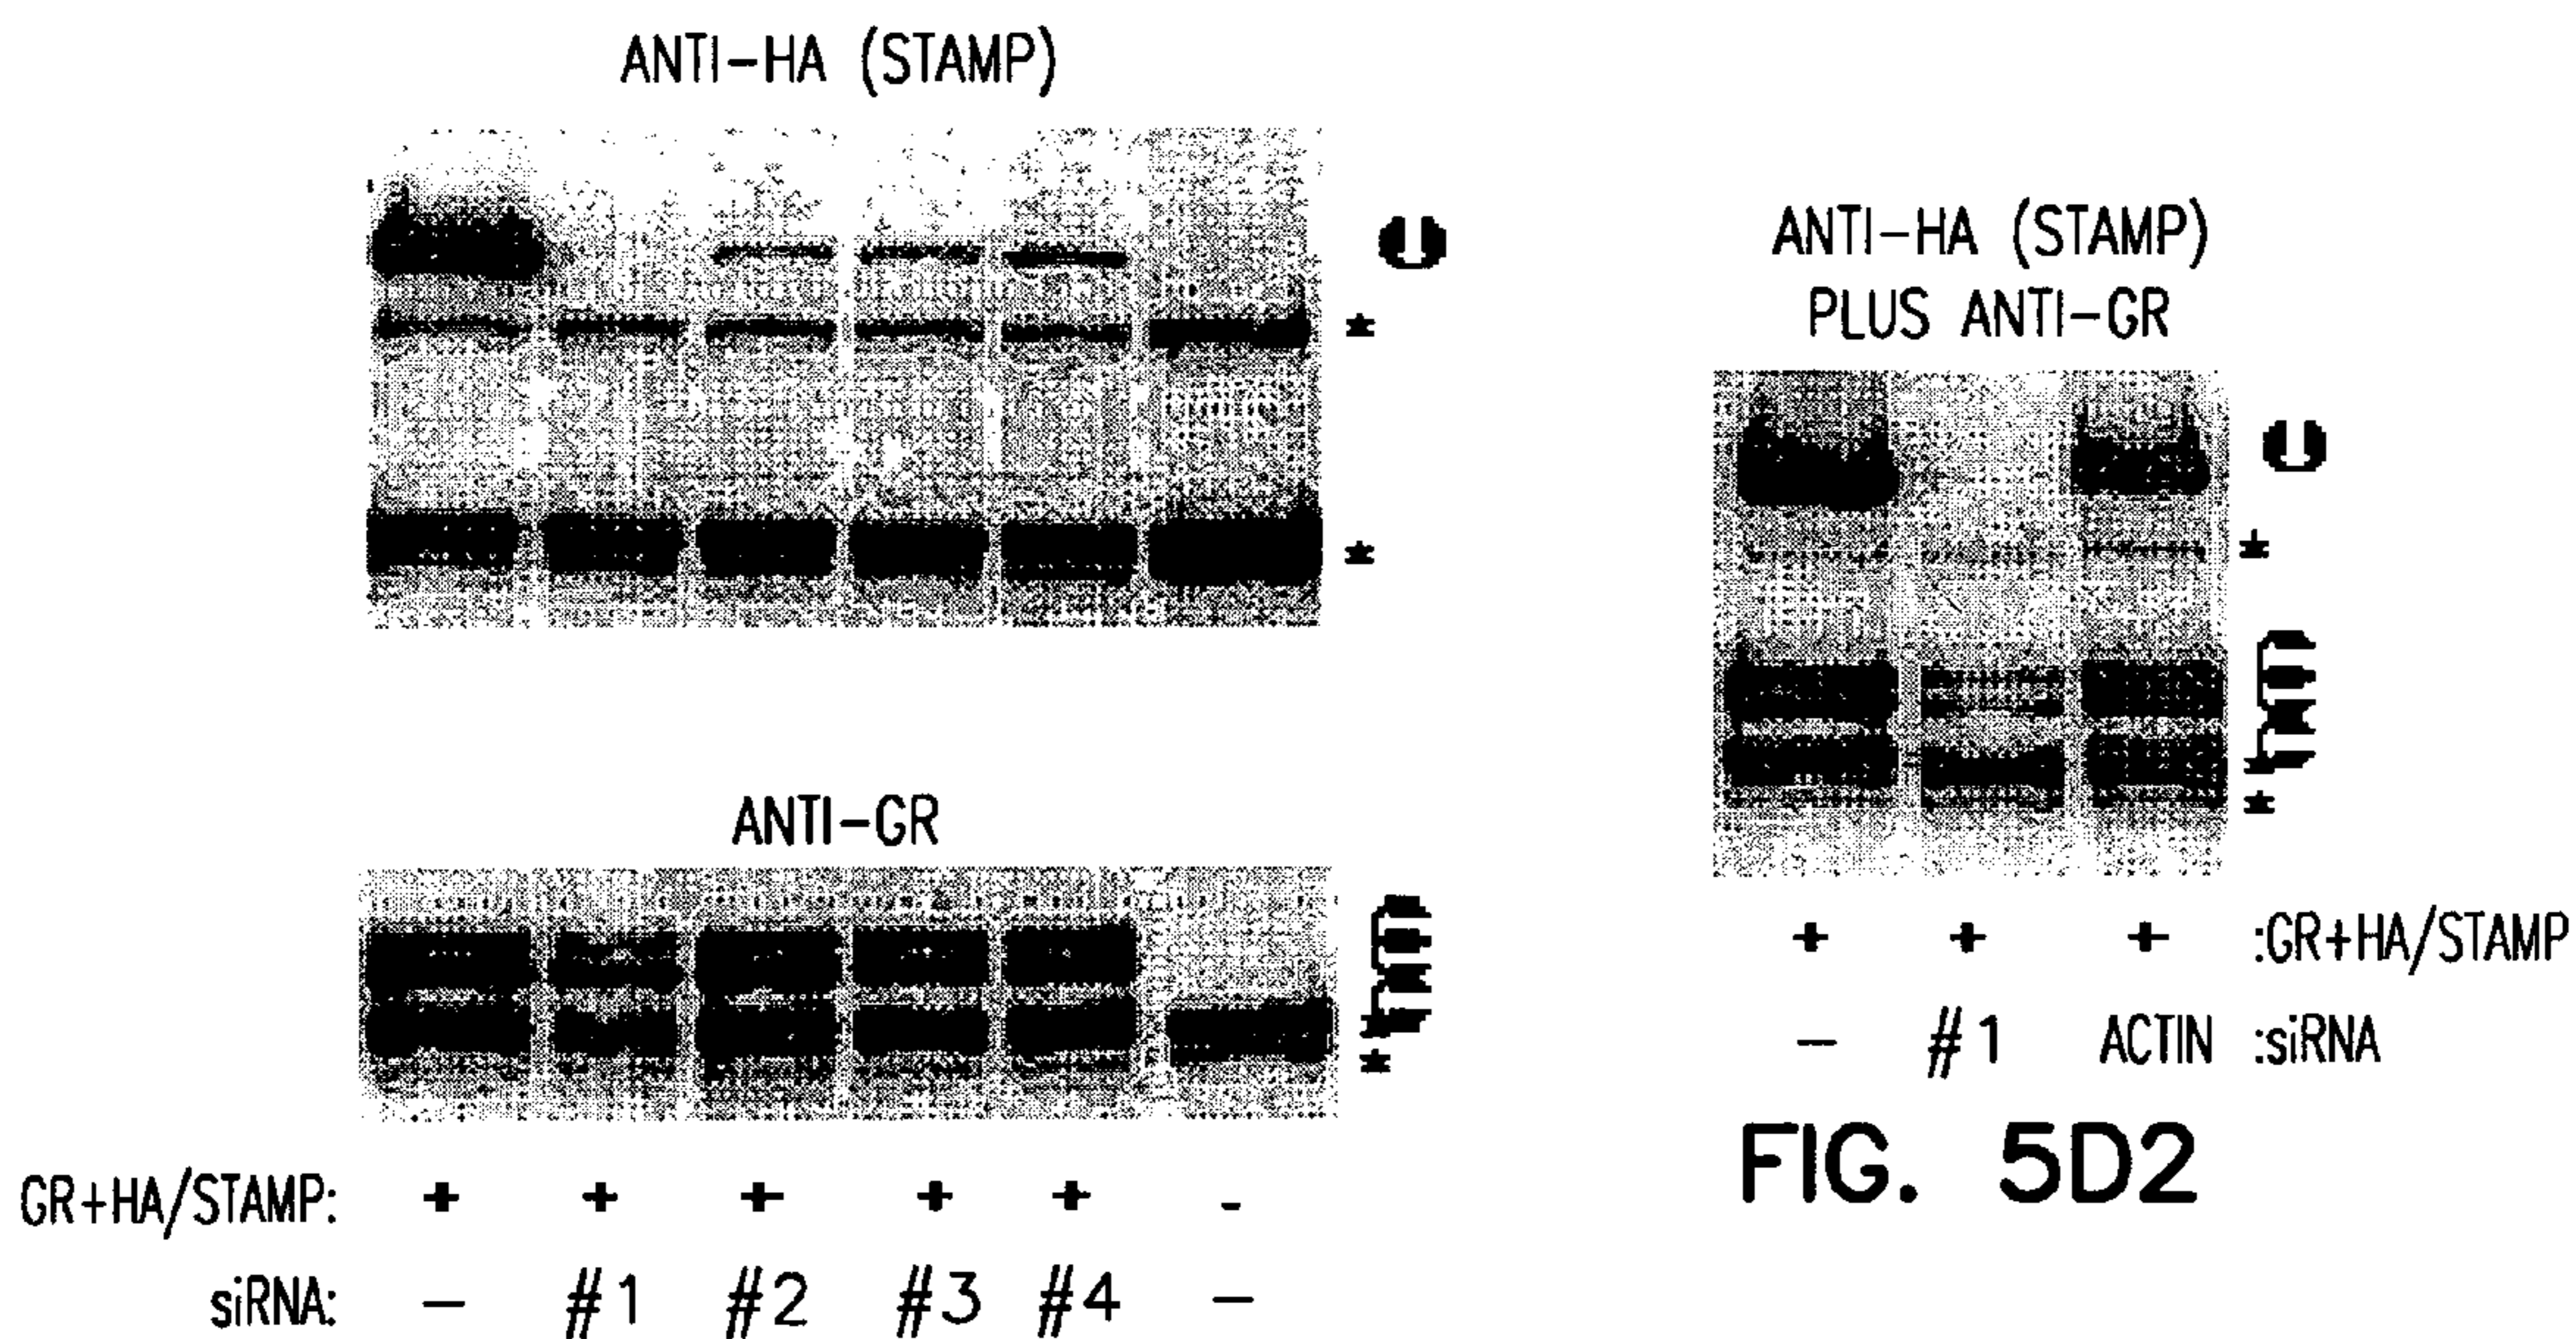 ANTI-HA (STAMP)
*
*
ANTI-GR
*
*
GR+HA/STAMP: + + + + + -
siRNA: – #1 #2 #3 #4 –
ANTI-HA (STAMP)
PLUS ANTI-GR
*
*
*
+ + + :GR+HA/STAMP
– #1 ACTIN :siRNA
FIG. 5D2